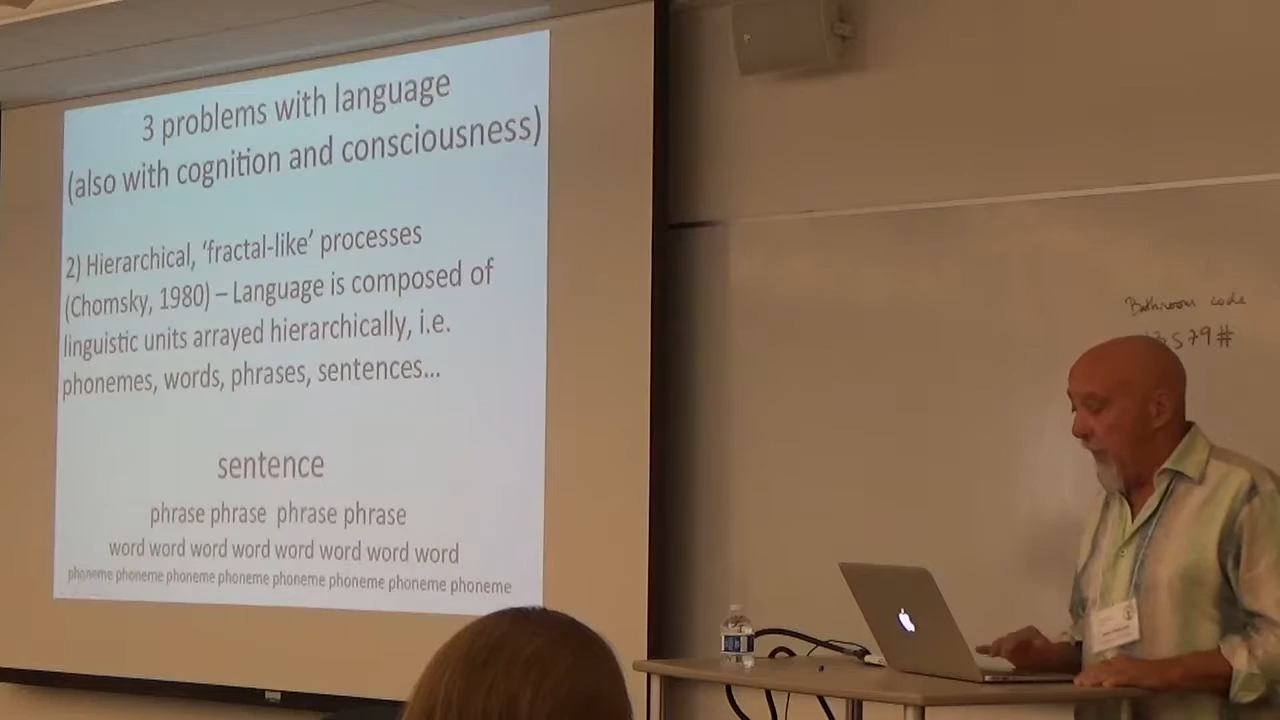 3 problems with language
(also with cognition and consciousness)
2) Hierarchical, ‘fractal-like’ processes
(Chomsky, 1980) – Language is composed of
linguistic units arrayed hierarchically, i.e.
phonemes, words, phrases, sentences...
sentence
phrase phrase phrase phrase
word word word word word word word word
phoneme phoneme phoneme phoneme phoneme phoneme phoneme phoneme
Bathroom code
3579#